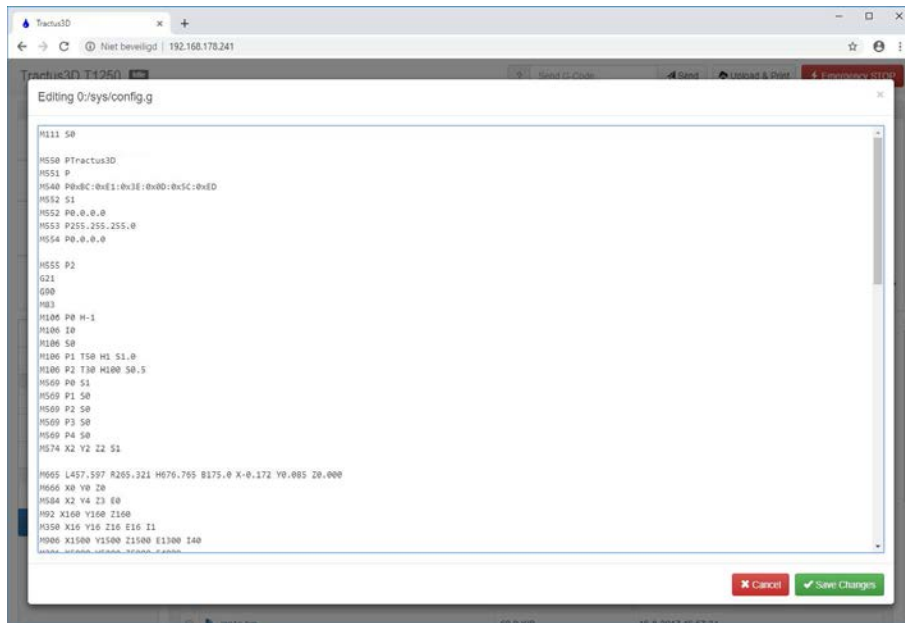 Tractus3D
Niet beveiligd | 192.168.178.241
Tractus3D T1250 Idle
Send G-Code... Send Upload & Print Emergency STOP
Editing 0:/sys/config.g
M111 S0
M550 PTractus3D
M551 P
M540 P0xBC:0xE1:0x3E:0x0D:0x5C:0xED
M552 S1
M552 P0.0.0.0
M553 P255.255.255.0
M554 P0.0.0.0
M555 P2
G21
G90
M83
M106 P0 H-1
M106 I0
M106 S0
M106 P1 T50 H1 S1.0
M106 P2 T30 H100 S0.5
M569 P0 S1
M569 P1 S0
M569 P2 S0
M569 P3 S0
M569 P4 S0
M574 X2 Y2 Z2 S1
M665 L457.597 R265.321 H676.765 B175.0 X-0.172 Y0.085 Z0.000
M666 X0 Y0 Z0
M584 X2 Y4 Z3 E0
M92 X160 Y160 Z160
M350 X16 Y16 Z16 E16 I1
M906 X1500 Y1500 Z1500 E1300 I40
Cancel Save Changes